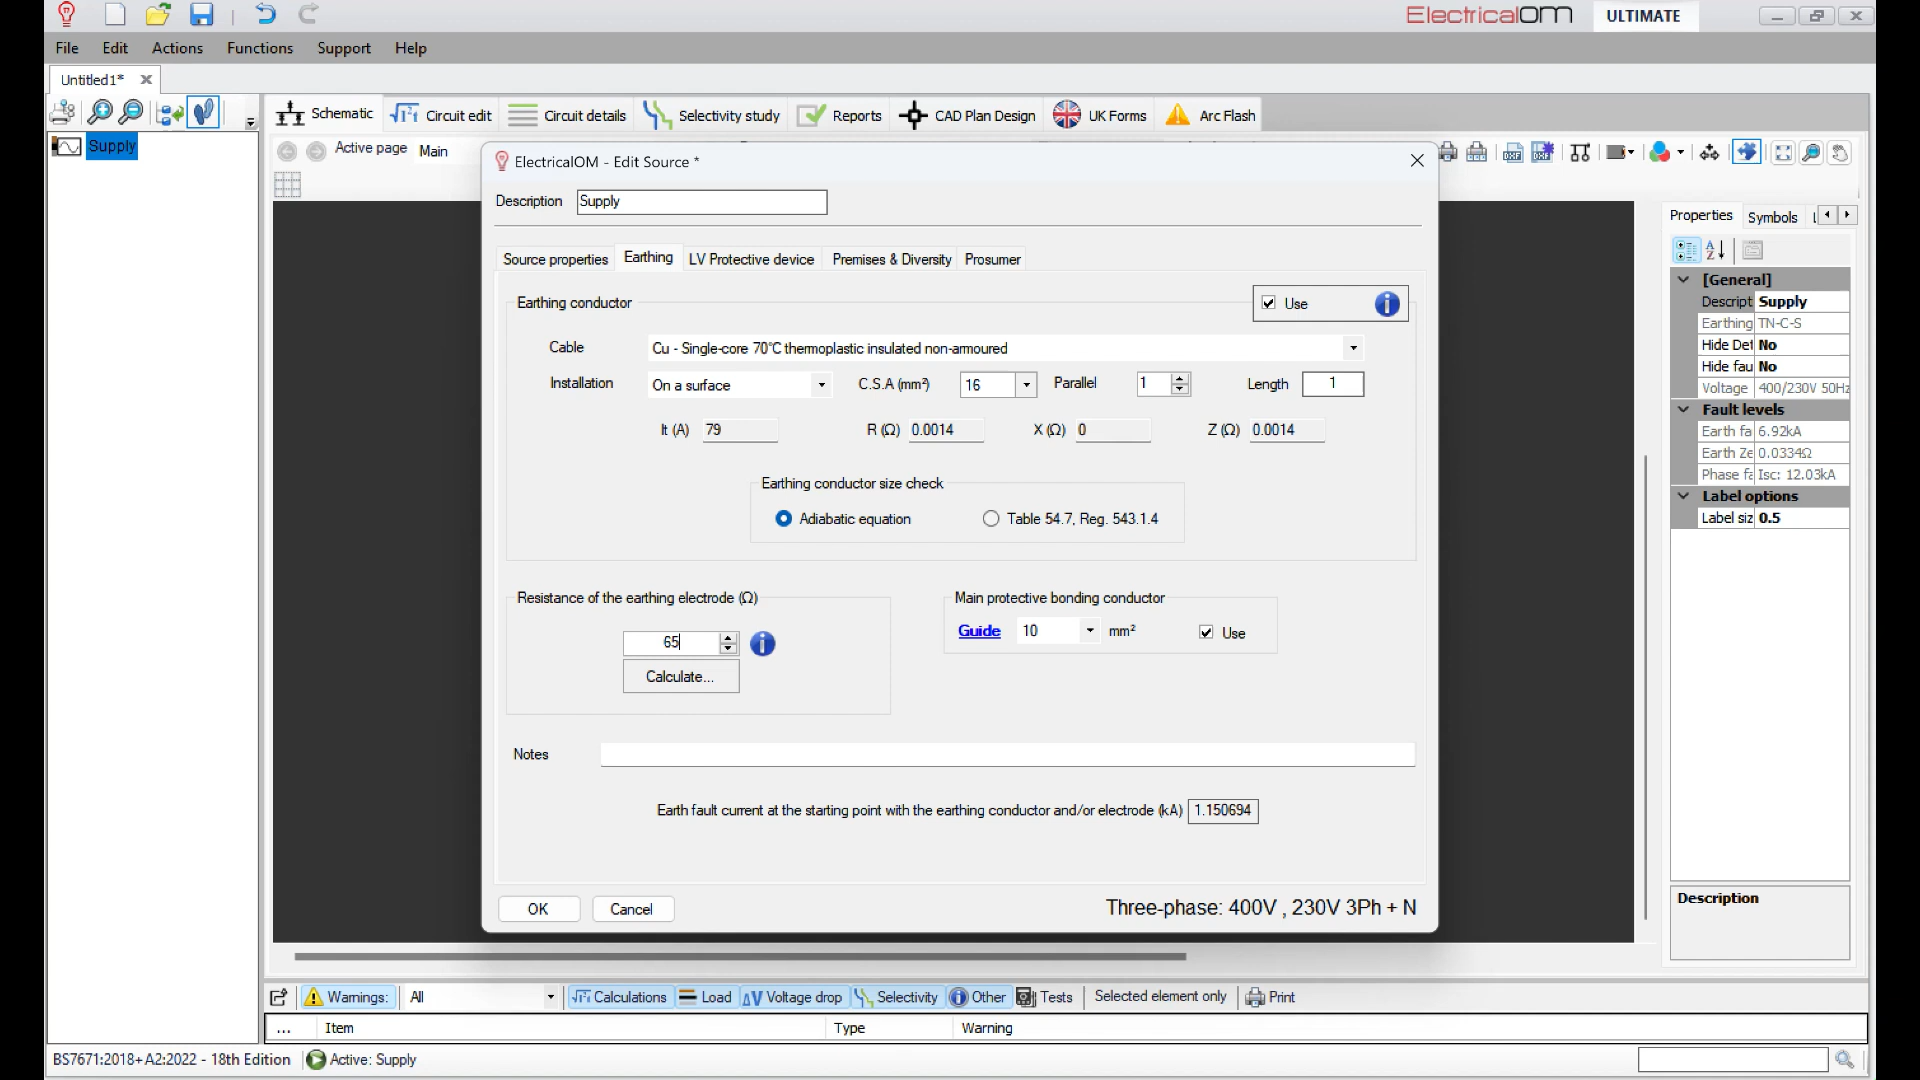 ElectricalOM ULTIMATE
File Edit Actions Functions Support Help
Untitled1*
Schematic Circuit edit Circuit details Selectivity study Reports CAD Plan Design UK Forms Arc Flash
Supply
Active page Main
ElectricalOM - Edit Source *
Description Supply
Source properties Earthing LV Protective device Premises & Diversity Prosumer
Earthing conductor Use
Cable Cu - Single-core 70°C thermoplastic insulated non-armoured
Installation On a surface C.S.A (mm²) 16 Parallel 1 Length 1
It (A) 79 R (Ω) 0.0014 X (Ω) 0 Z (Ω) 0.0014
Earthing conductor size check
Adiabatic equation Table 54.7, Reg. 543.1.4
Resistance of the earthing electrode (Ω)
65
Calculate...
Main protective bonding conductor
Guide 10 mm² Use
Notes
Earth fault current at the starting point with the earthing conductor and/or electrode (kA) 1.150694
OK Cancel Three-phase: 400V , 230V 3Ph + N
Properties Symbols
[General]
Descript Supply
Earthing TN-C-S
Hide Det No
Hide fau No
Voltage 400/230V 50Hz
Fault levels
Earth fa 6.92kA
Earth Ze 0.0334Ω
Phase fa Isc: 12.03kA
Label options
Label siz 0.5
Description
Warnings: All Calculations Load Voltage drop Selectivity Other Tests Selected element only Print
... Item Type Warning
BS7671:2018+A2:2022 - 18th Edition Active: Supply